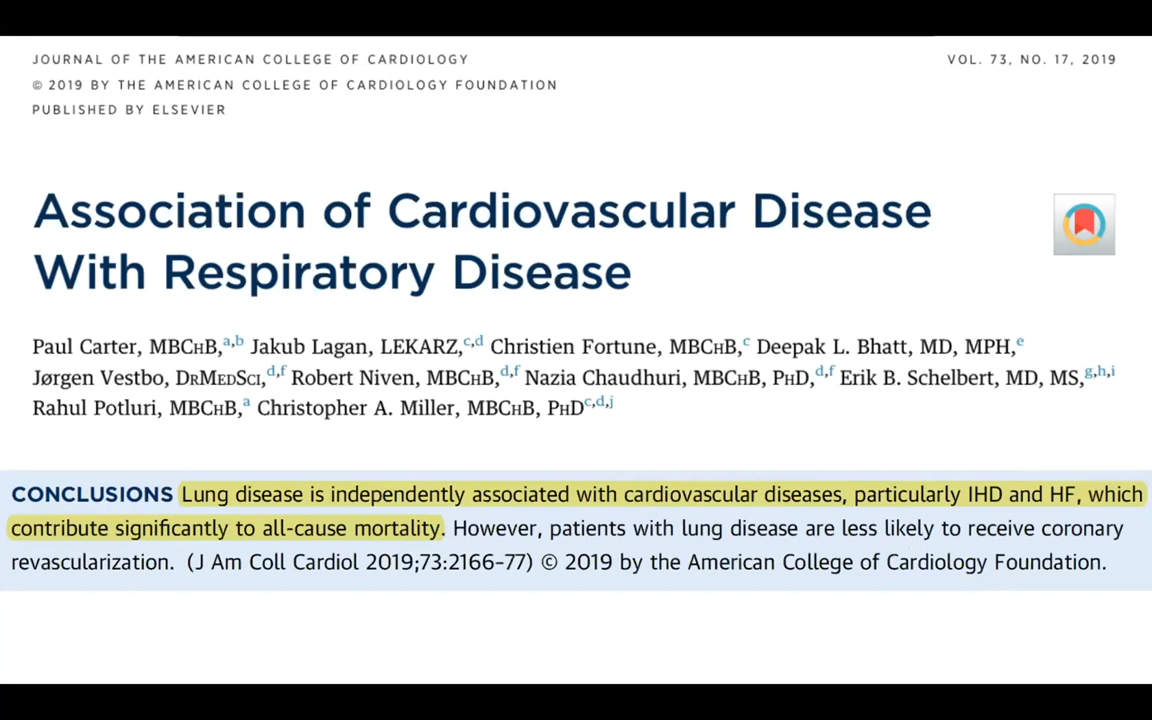 JOURNAL OF THE AMERICAN COLLEGE OF CARDIOLOGY
VOL. 73, NO. 17, 2019
© 2019 BY THE AMERICAN COLLEGE OF CARDIOLOGY FOUNDATION
PUBLISHED BY ELSEVIER
Association of Cardiovascular Disease
With Respiratory Disease
Paul Carter, MBCHB,a,b Jakub Lagan, LEKARZ,c,d Christien Fortune, MBCHB,c Deepak L. Bhatt, MD, MPH,e
Jørgen Vestbo, DRMEDSCI,d,f Robert Niven, MBCHB,d,f Nazia Chaudhuri, MBCHB, PHD,d,f Erik B. Schelbert, MD, MS,g,h,i
Rahul Potluri, MBCHB,a Christopher A. Miller, MBCHB, PHDc,d,j
CONCLUSIONS Lung disease is independently associated with cardiovascular diseases, particularly IHD and HF, which
contribute significantly to all-cause mortality. However, patients with lung disease are less likely to receive coronary
revascularization. (J Am Coll Cardiol 2019;73:2166–77) © 2019 by the American College of Cardiology Foundation.